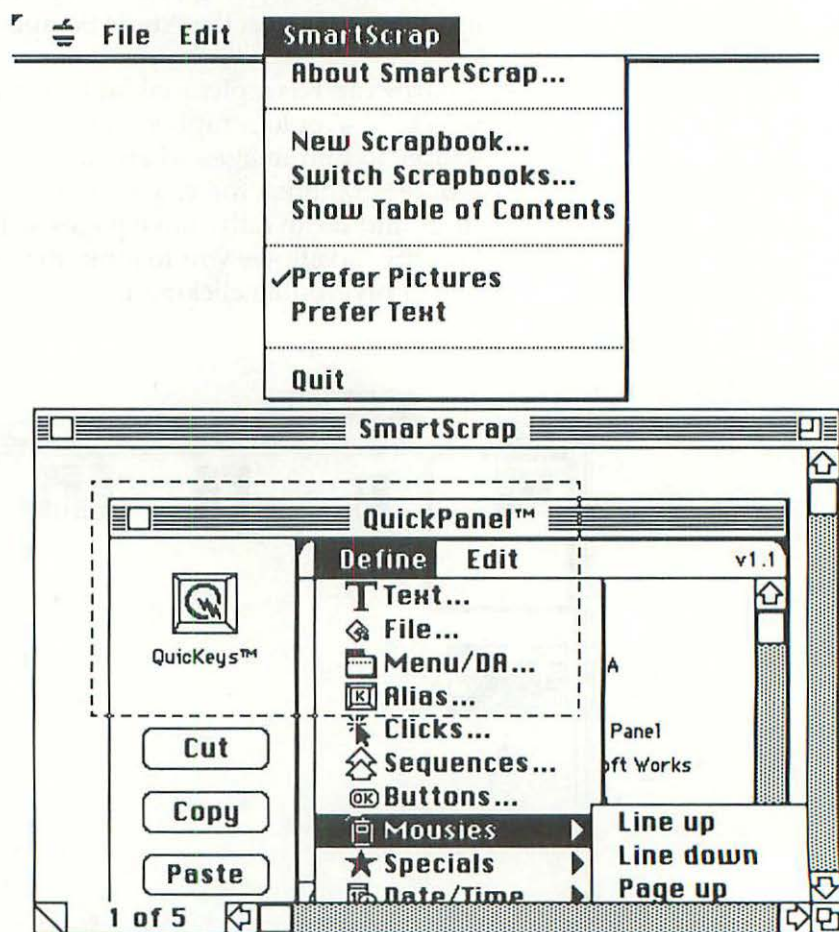 File Edit SmartScrap
About SmartScrap...
New Scrapbook...
Switch Scrapbooks...
Show Table of Contents
✓Prefer Pictures
Prefer Text
Quit
SmartScrap
QuickPanel™
Define Edit v1.1
QuicKeys™
Text...
File...
Menu/DA...
Alias...
Clicks...
Sequences...
Buttons...
Mousies
Specials
Date/Time
A
Panel
oft Works
Cut
Copy
Paste
Line up
Line down
Page up
1 of 5